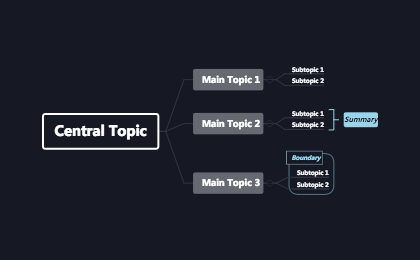 Central Topic
Main Topic 1
Subtopic 1
Subtopic 2
Main Topic 2
Subtopic 1
Subtopic 2
Summary
Main Topic 3
Boundary
Subtopic 1
Subtopic 2